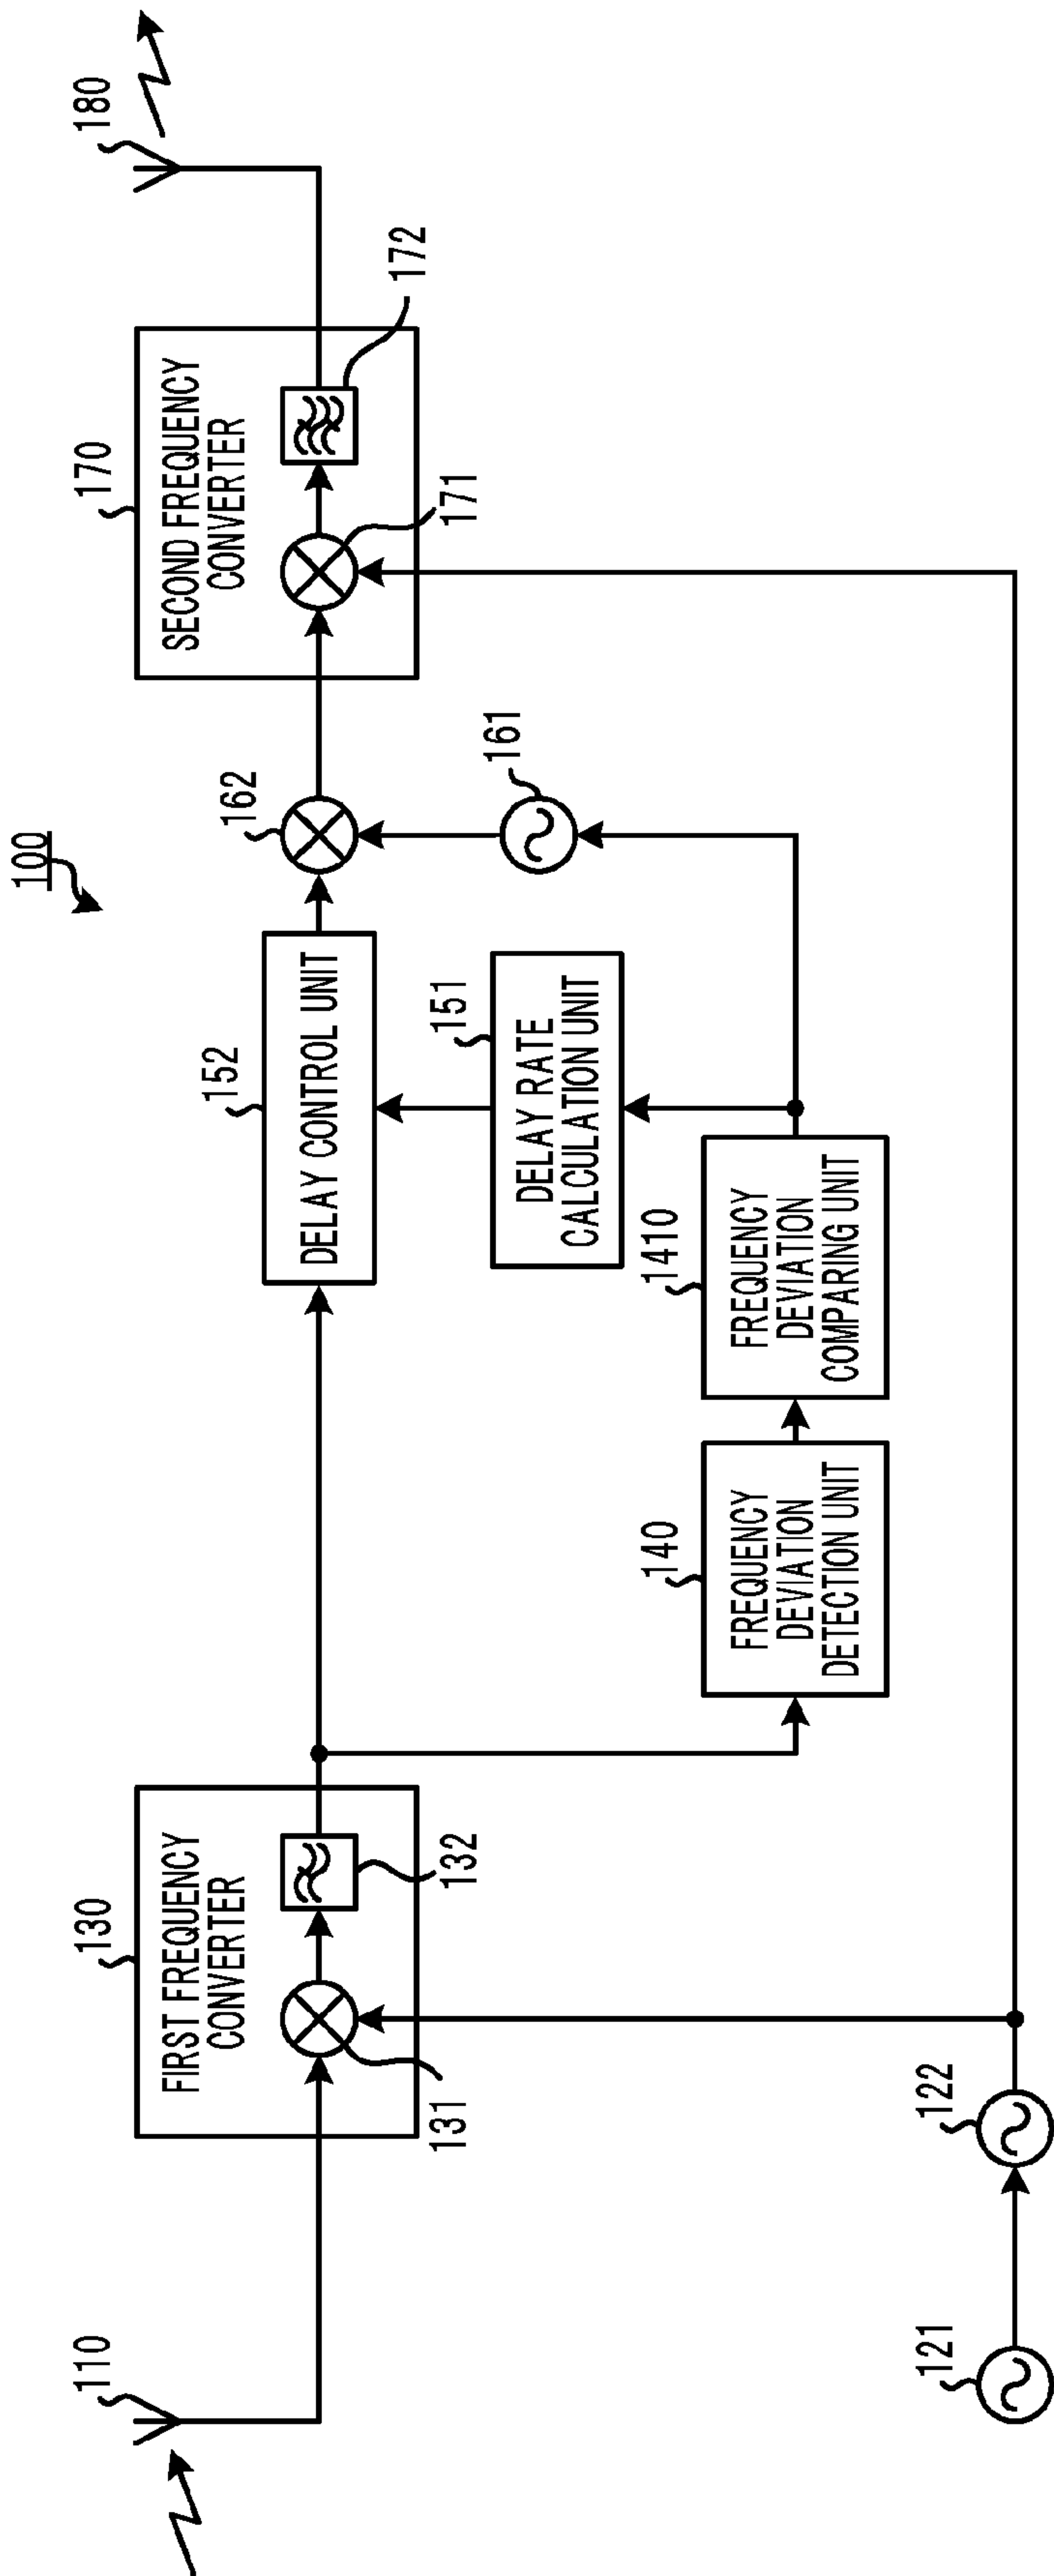 100
110
130
FIRST FREQUENCY
CONVERTER
131
132
152
DELAY CONTROL UNIT
162
170
SECOND FREQUENCY
CONVERTER
171
172
180
151
DELAY RATE
CALCULATION UNIT
161
140
FREQUENCY
DEVIATION
DETECTION UNIT
1410
FREQUENCY
DEVIATION
COMPARING UNIT
121
122